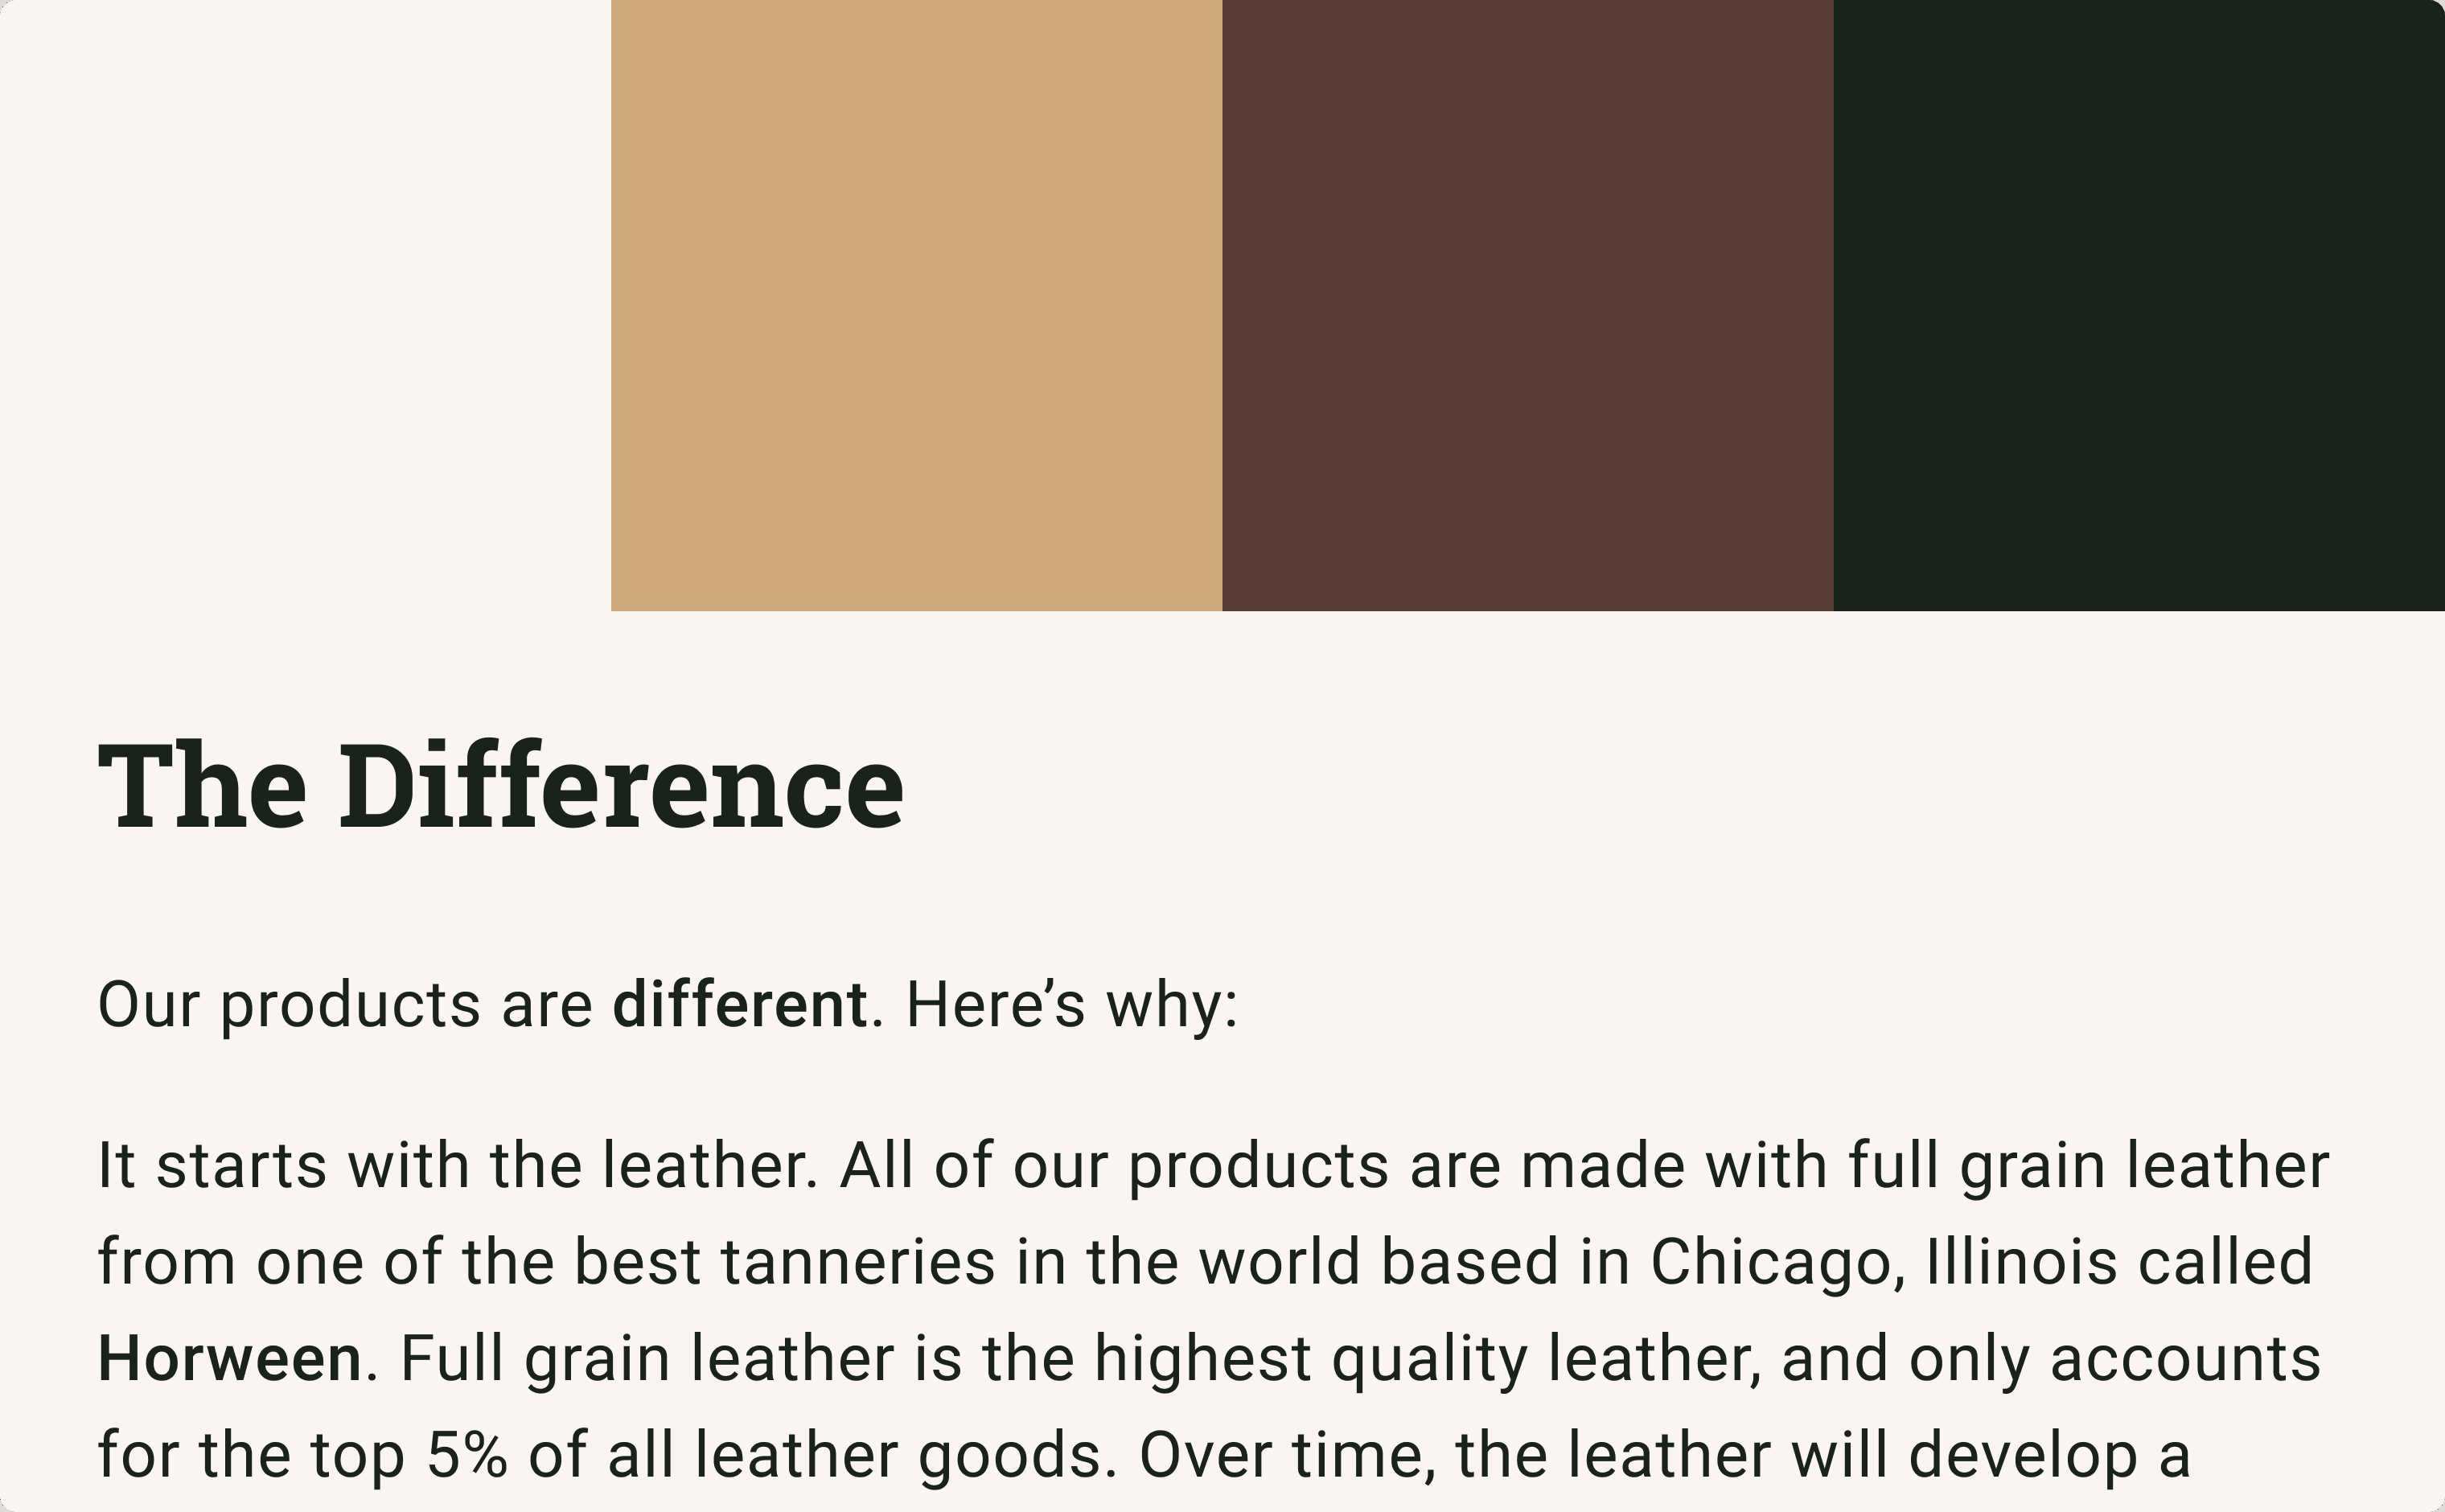 The Difference
Our products are different. Here’s why:
It starts with the leather. All of our products are made with full grain leather
from one of the best tanneries in the world based in Chicago, Illinois called
Horween. Full grain leather is the highest quality leather, and only accounts
for the top 5% of all leather goods. Over time, the leather will develop a